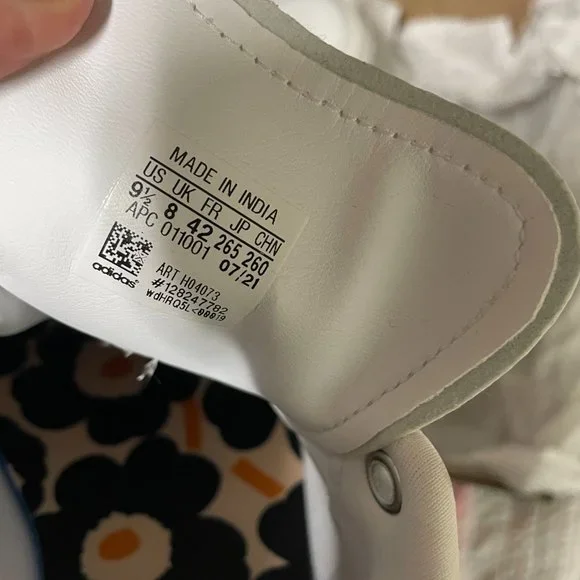 MADE IN INDIA
US UK FR JP CHN
9½ 8 42 265 260
APC 011001 07/21
ART H04073
#128247782
adidas